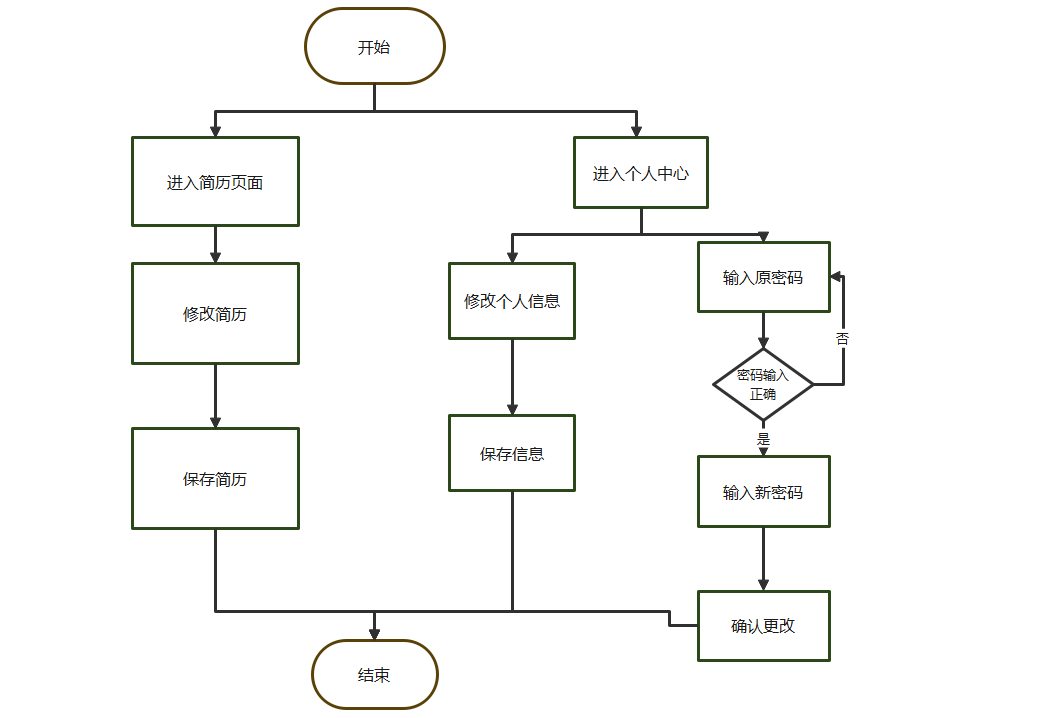 开始
进入简历页面
进入个人中心
修改简历
修改个人信息
输入原密码
否
密码输入
正确
是
保存简历
保存信息
输入新密码
确认更改
结束